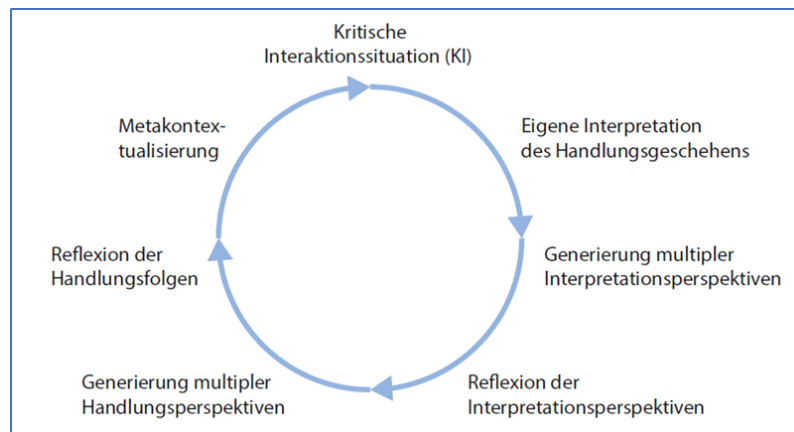 Kritische
Interaktionssituation (KI)
Eigene Interpretation
des Handlungsgeschehens
Generierung multipler
Interpretationsperspektiven
Reflexion der
Interpretationsperspektiven
Generierung multipler
Handlungsperspektiven
Reflexion der
Handlungsfolgen
Metakontex-
tualisierung